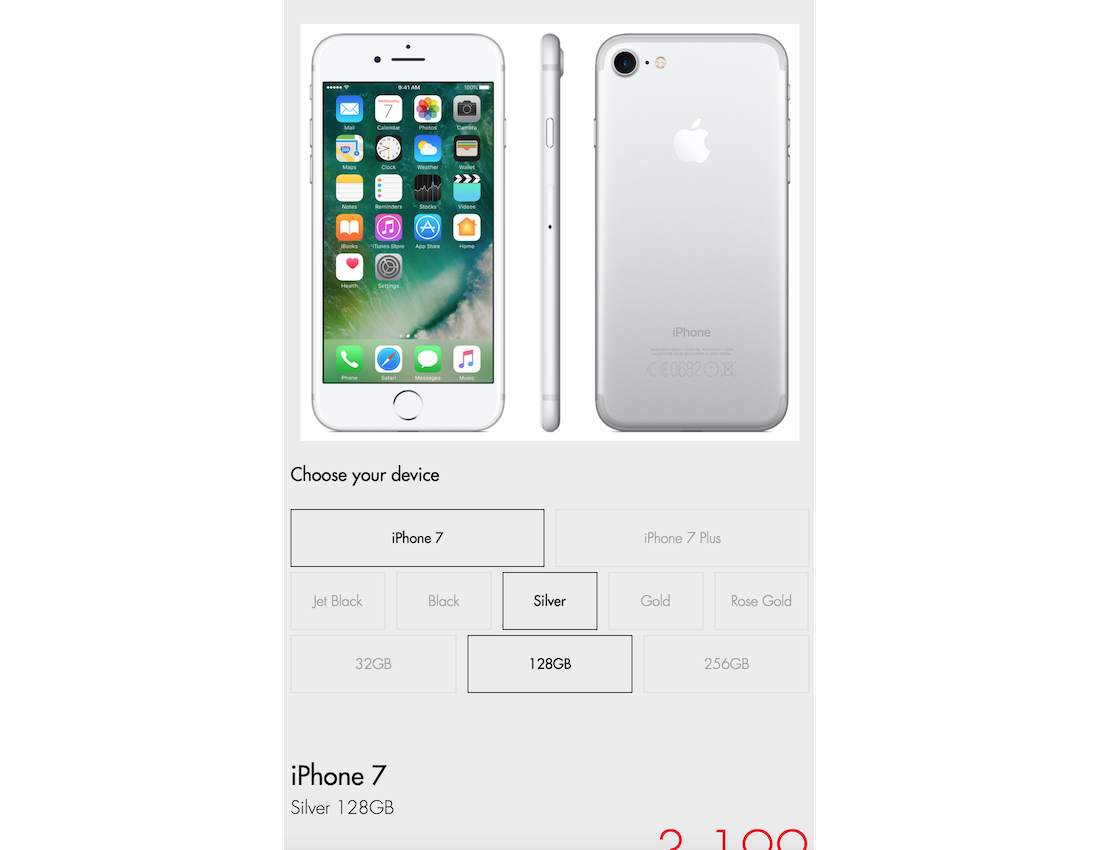 9:41 AM 100%
Wednesday
7
Mail Calendar Photos Camera
Maps Clock Weather Wallet
Notes Reminders Stocks Videos
iBooks iTunes Store App Store Home
Health Settings
Phone Safari Messages Music
iPhone
Choose your device
iPhone 7 iPhone 7 Plus
Jet Black Black Silver Gold Rose Gold
32GB 128GB 256GB
iPhone 7
Silver 128GB